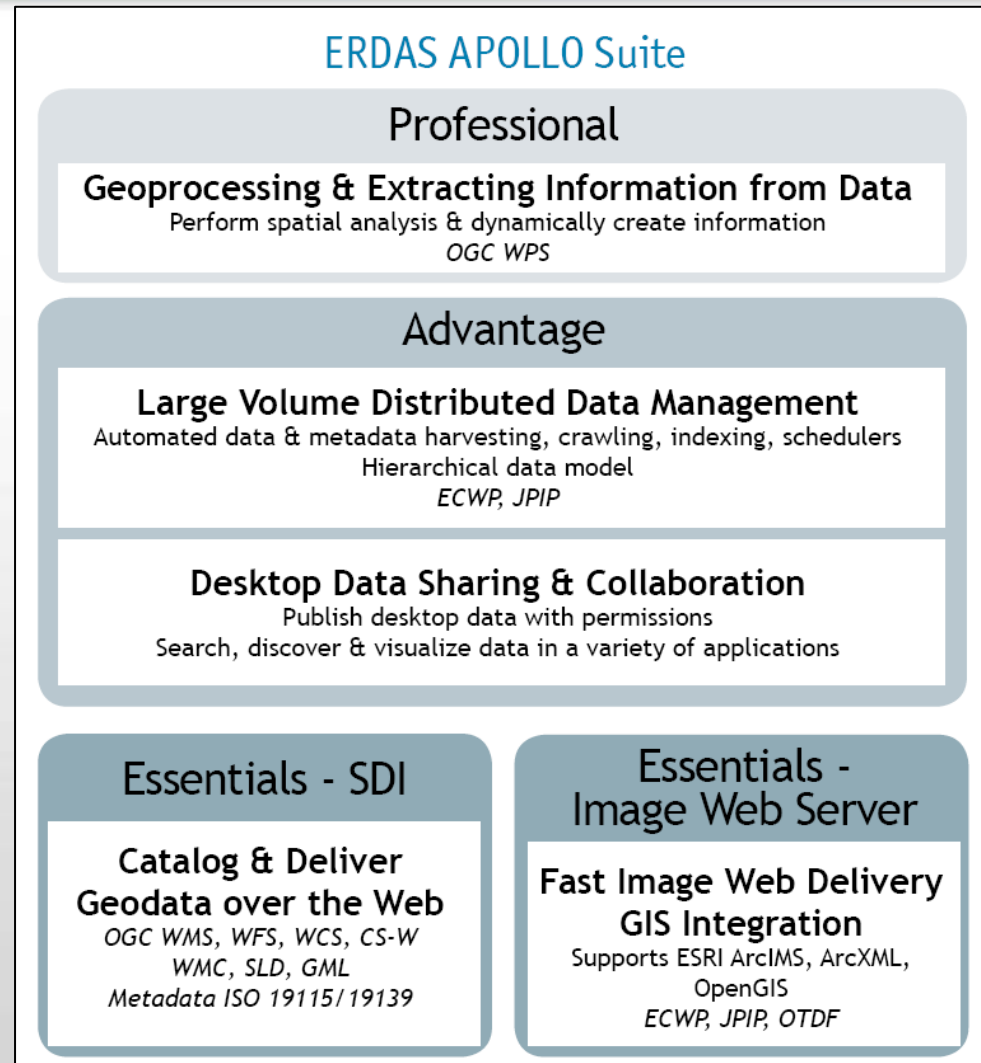 ERDAS APOLLO Suite
Professional
Geoprocessing & Extracting Information from Data
Perform spatial analysis & dynamically create information
OGC WPS
Advantage
Large Volume Distributed Data Management
Automated data & metadata harvesting, crawling, indexing, schedulers
Hierarchical data model
ECWP, JPIP
Desktop Data Sharing & Collaboration
Publish desktop data with permissions
Search, discover & visualize data in a variety of applications
Essentials - SDI
Catalog & Deliver
Geodata over the Web
OGC WMS, WFS, WCS, CS-W
WMC, SLD, GML
Metadata ISO 19115/19139
Essentials -
Image Web Server
Fast Image Web Delivery
GIS Integration
Supports ESRI ArcIMS, ArcXML,
OpenGIS
ECWP, JPIP, OTDF